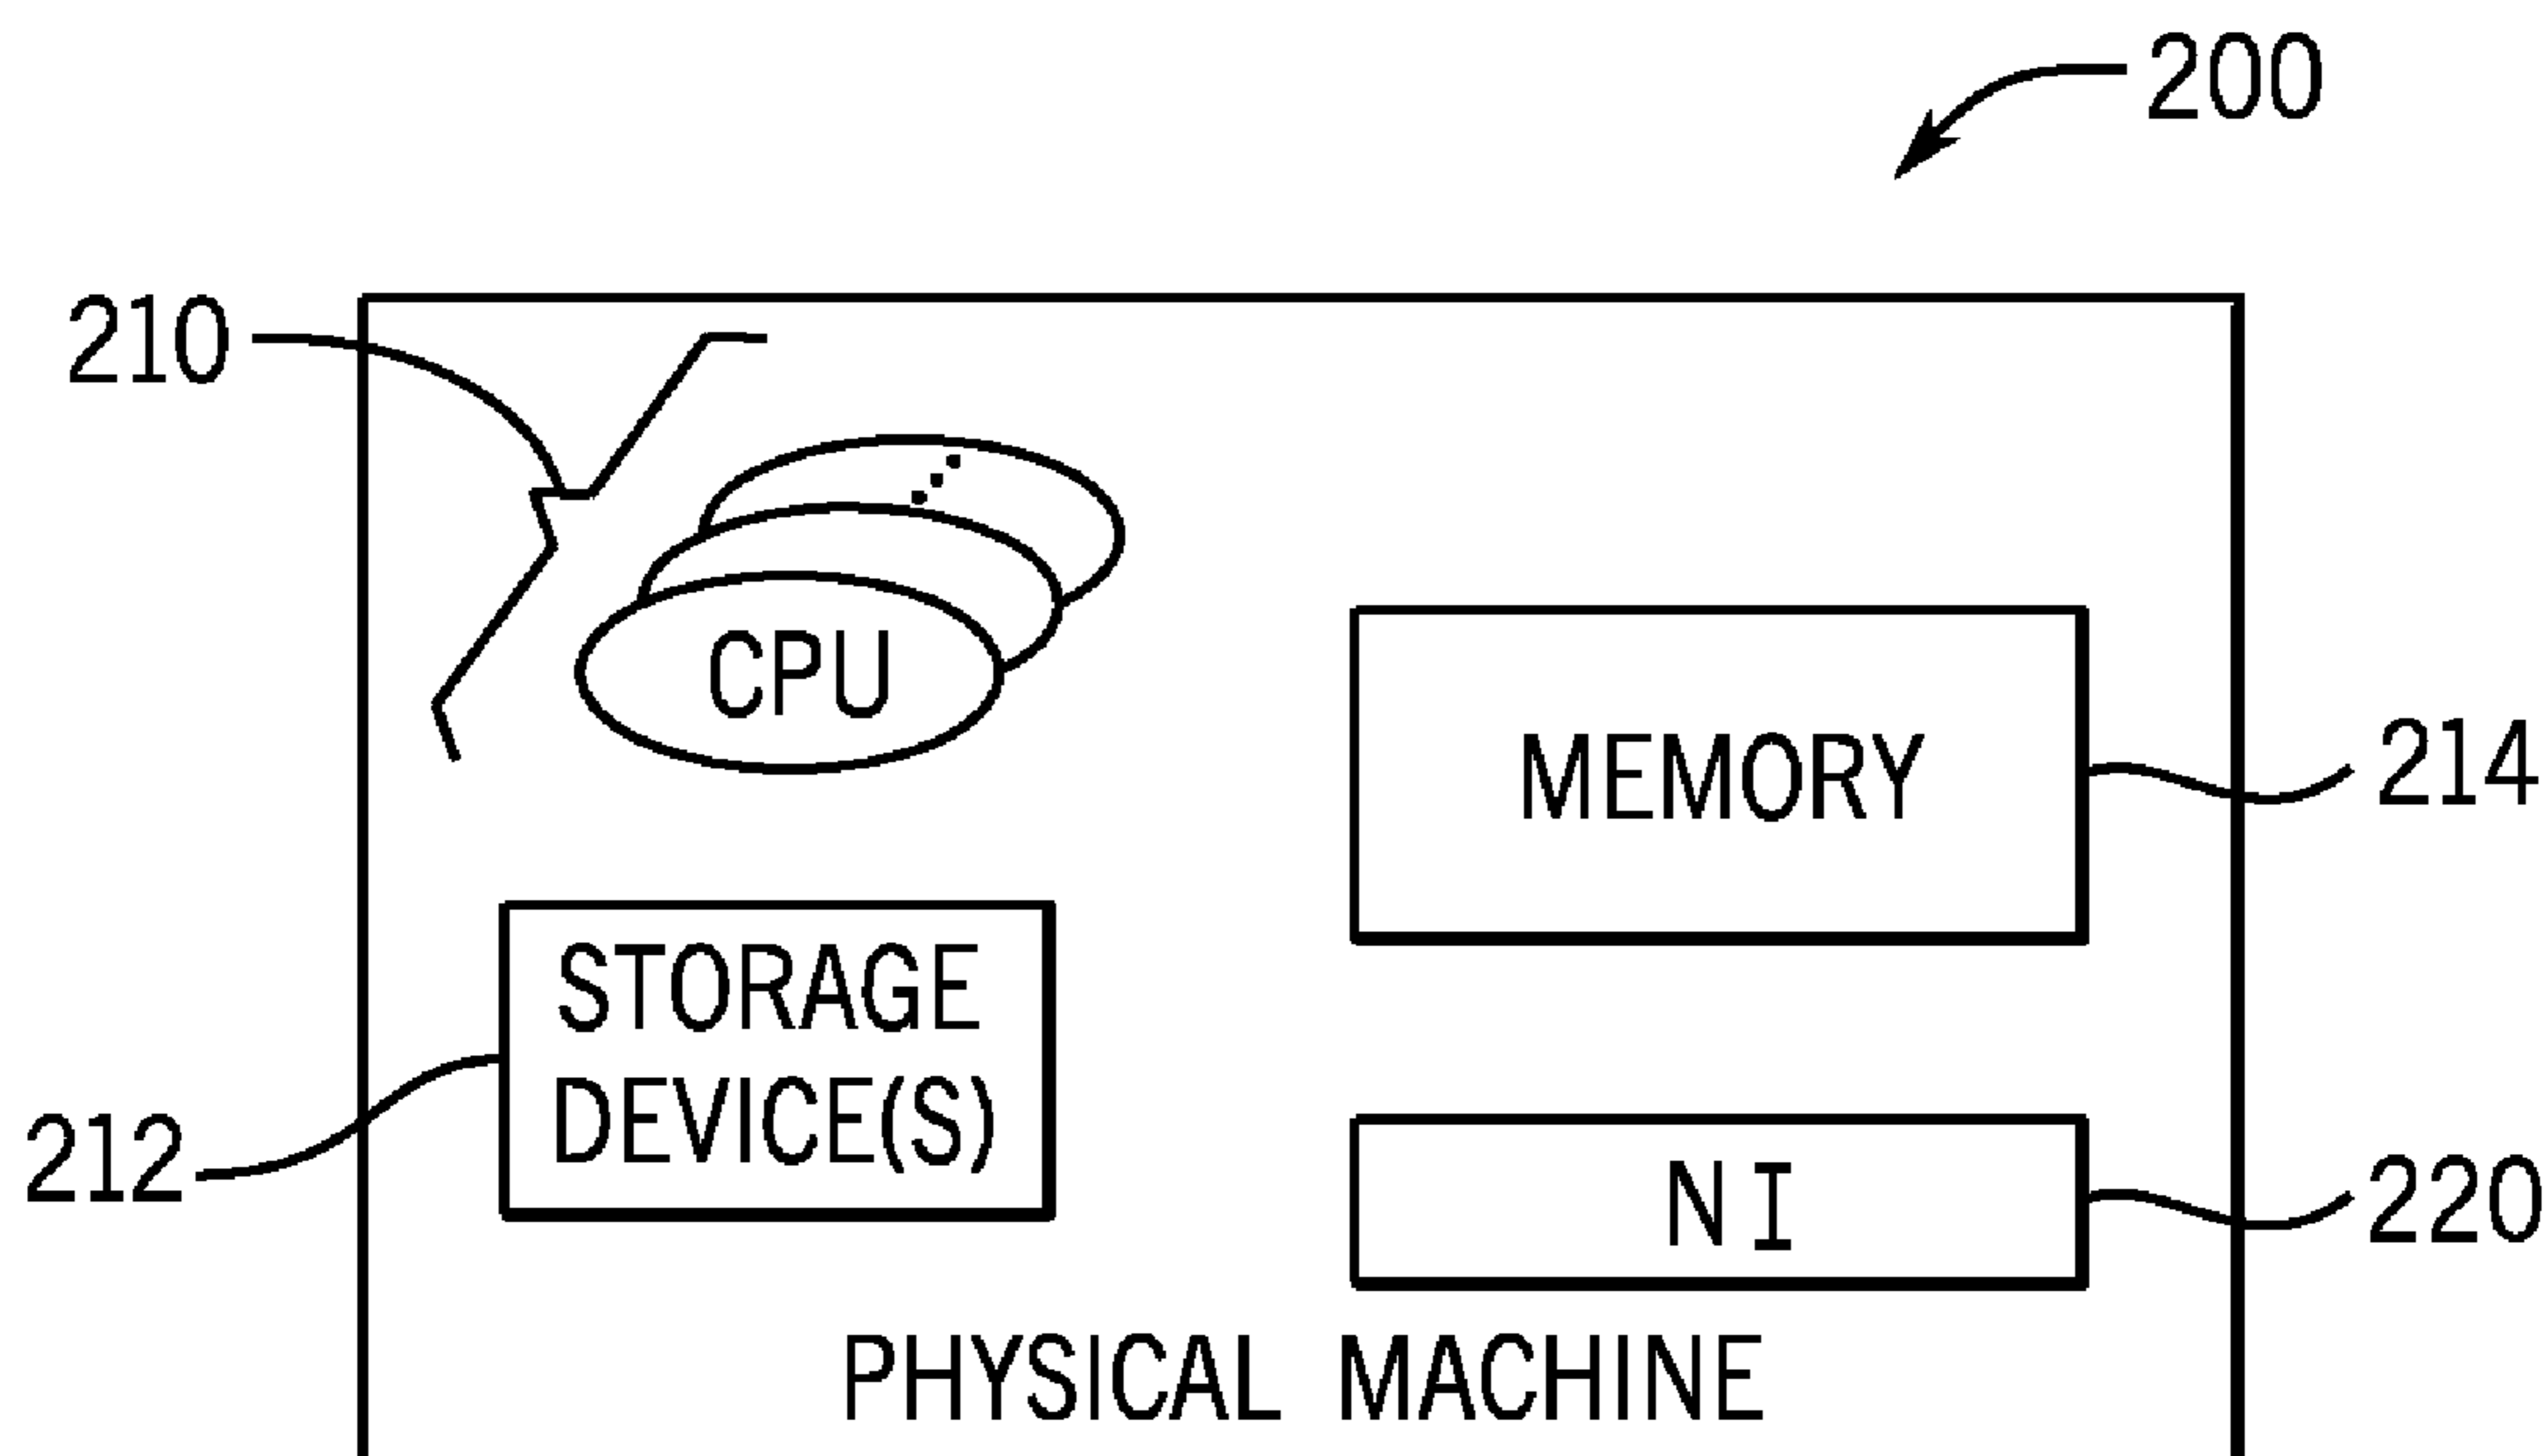 200
210
CPU
MEMORY
214
STORAGE
DEVICE(S)
212
NI
220
PHYSICAL MACHINE